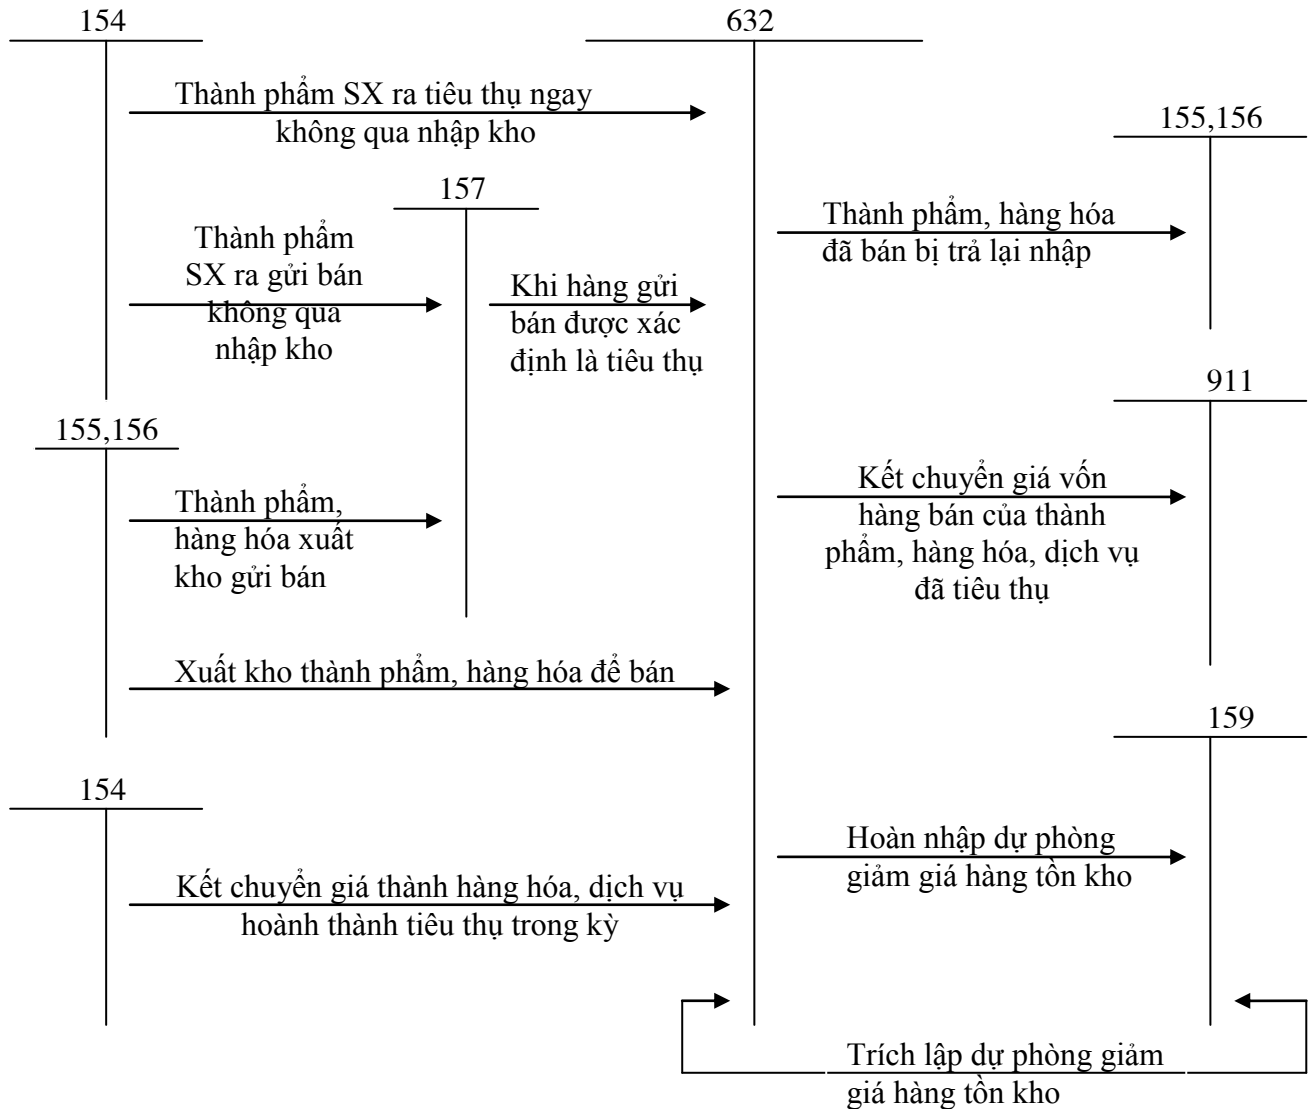 154
632
Thành phẩm SX ra tiêu thụ ngay
không qua nhập kho
155,156
157
Thành phẩm
SX ra gửi bán
không qua
nhập kho
Khi hàng gửi
bán được xác
định là tiêu thụ
Thành phẩm, hàng hóa
đã bán bị trả lại nhập
911
155,156
Thành phẩm,
hàng hóa xuất
kho gửi bán
Kết chuyển giá vốn
hàng bán của thành
phẩm, hàng hóa, dịch vụ
đã tiêu thụ
Xuất kho thành phẩm, hàng hóa để bán
159
154
Hoàn nhập dự phòng
giảm giá hàng tồn kho
Kết chuyển giá thành hàng hóa, dịch vụ
hoành thành tiêu thụ trong kỳ
Trích lập dự phòng giảm
giá hàng tồn kho